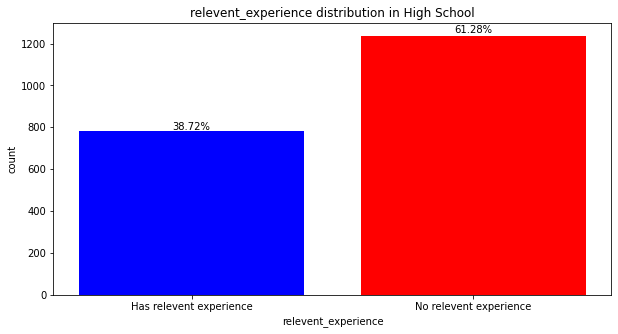 relevent_experience distribution in High School
61.28%
38.72%
count
1200
1000
800
600
400
200
0
Has relevent experience
No relevent experience
relevent_experience